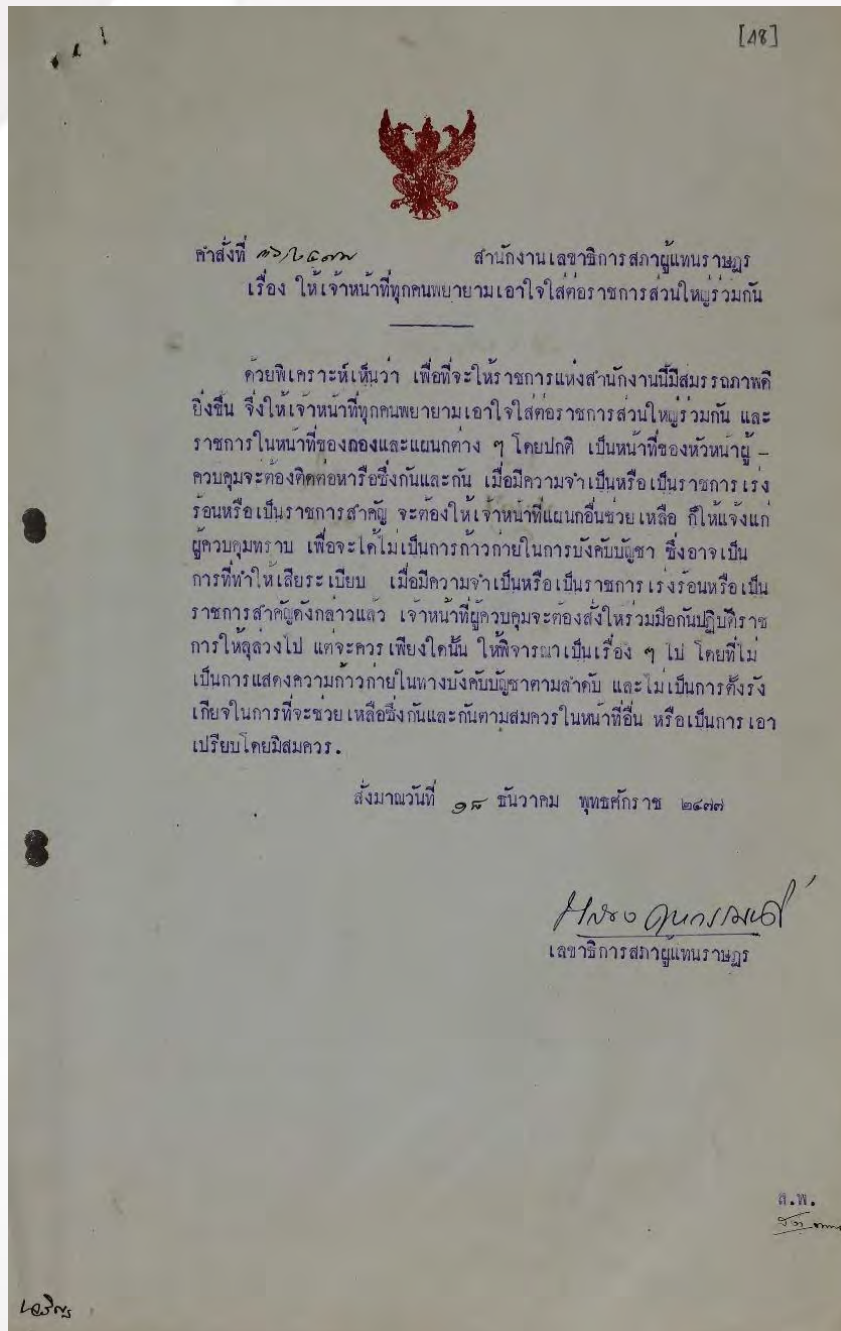 [48]
คำสั่งที่ ๓๖/๒๔๗๗ สำนักงานเลขาธิการสภาผู้แทนราษฎร
เรื่อง ให้เจ้าหน้าที่ทุกคนพยายามเอาใจใส่ต่อราชการส่วนใหญ่ร่วมกัน
ด้วยพิเคราะห์เห็นว่า เพื่อที่จะให้ราชการแห่งสำนักงานนี้มีสมรรถภาพดี
ยิ่งขึ้น จึ่งให้เจ้าหน้าที่ทุกคนพยายามเอาใจใส่ต่อราชการส่วนใหญ่ร่วมกัน และ
ราชการในหน้าที่ของกองและแผนกต่าง ๆ โดยปกติ เป็นหน้าที่ของหัวหน้าผู้ -
ควบคุมจะต้องติดต่อหารือซึ่งกันและกัน เมื่อมีความจำเป็นหรือเป็นราชการเร่ง
ร้อนหรือเป็นราชการสำคัญ จะต้องให้เจ้าหน้าที่แผนกอื่นช่วยเหลือ ก็ให้แจ้งแก่
ผู้ควบคุมทราบ เพื่อจะได้ไม่เป็นการก้าวก่ายในการบังคับบัญชา ซึ่งอาจเป็น
การที่ทำให้เสียระเบียบ เมื่อมีความจำเป็นหรือเป็นราชการเร่งร้อนหรือเป็น
ราชการสำคัญดังกล่าวแล้ว เจ้าหน้าที่ผู้ควบคุมจะต้องสั่งให้ร่วมมือกันปฏิบัติราช
การให้ลุล่วงไป แต่จะควรเพียงใดนั้น ให้พิจารณาเป็นเรื่อง ๆ ไป โดยที่ไม่
เป็นการแสดงความก้าวก่ายในทางบังคับบัญชาตามลำดับ และไม่เป็นการตั้งรัง
เกียจในการที่จะช่วยเหลือซึ่งกันและกันตามสมควรในหน้าที่อื่น หรือเป็นการเอา
เปรียบโดยมิสมควร.
สั่งมาณวันที่ ๑๘ ธันวาคม พุทธศักราช ๒๔๗๗
หลวงคหกรรมบดี
เลขาธิการสภาผู้แทนราษฎร
ส.พ.